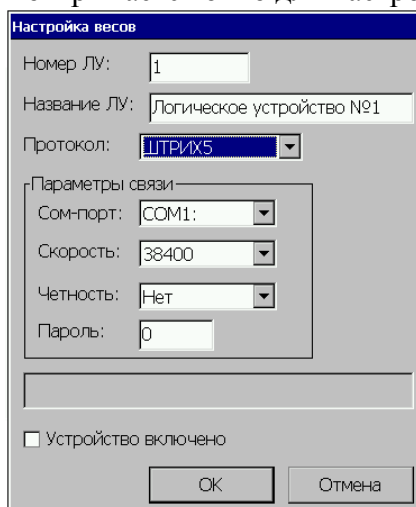 Настройка весов
Номер ЛУ: 1
Название ЛУ: Логическое устройство №1
Протокол: ШТРИХ5
Параметры связи
Сом-порт: COM1:
Скорость: 38400
Четность: Нет
Пароль: 0
Устройство включено
OK Отмена